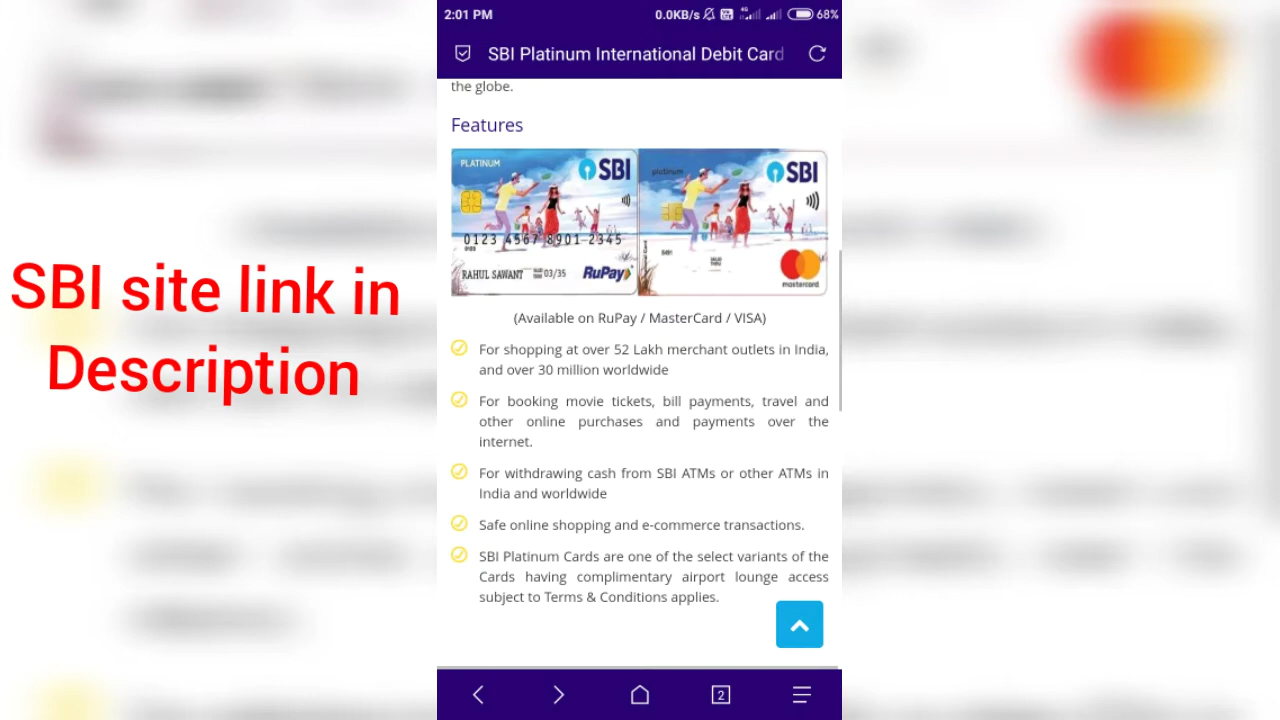 2:01 PM
0.0KB/s
4G
68%
SBI Platinum International Debit Card
the globe.
Features
PLATINUM
SBI
0123 4567 8901 2345
RAHUL SAWANT
03/35
RuPay
platinum
SBI
mastercard
(Available on RuPay / MasterCard / VISA)
For shopping at over 52 Lakh merchant outlets in India,
and over 30 million worldwide
For booking movie tickets, bill payments, travel and
other online purchases and payments over the
internet.
For withdrawing cash from SBI ATMs or other ATMs in
India and worldwide
Safe online shopping and e-commerce transactions.
SBI Platinum Cards are one of the select variants of the
Cards having complimentary airport lounge access
subject to Terms & Conditions applies.
2
SBI site link in
Description